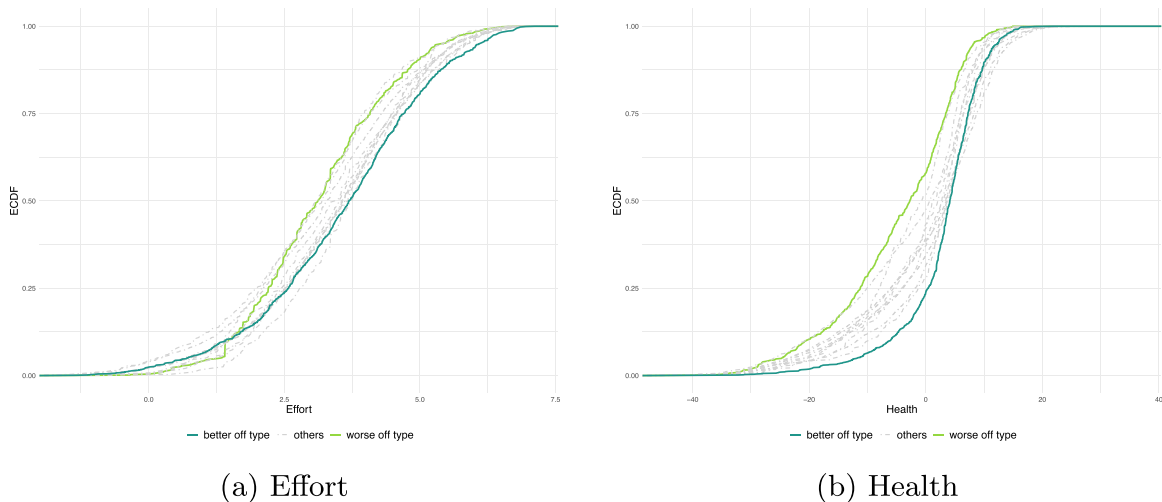 1.00
0.75
0.50
0.25
0.00
ECDF
0.0 2.5 5.0 7.5
Effort
better off type others worse off type
(a) Effort
1.00
0.75
0.50
0.25
0.00
ECDF
−40 −20 0 20 40
Health
better off type others worse off type
(b) Health